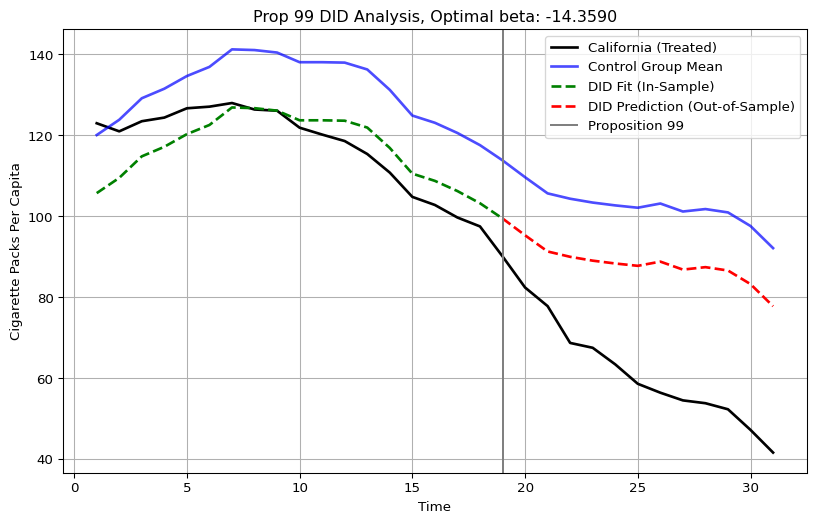 Prop 99 DID Analysis, Optimal beta: -14.3590
California (Treated)
Control Group Mean
DID Fit (In-Sample)
DID Prediction (Out-of-Sample)
Proposition 99
Cigarette Packs Per Capita
140
120
100
80
60
40
0 5 10 15 20 25 30
Time